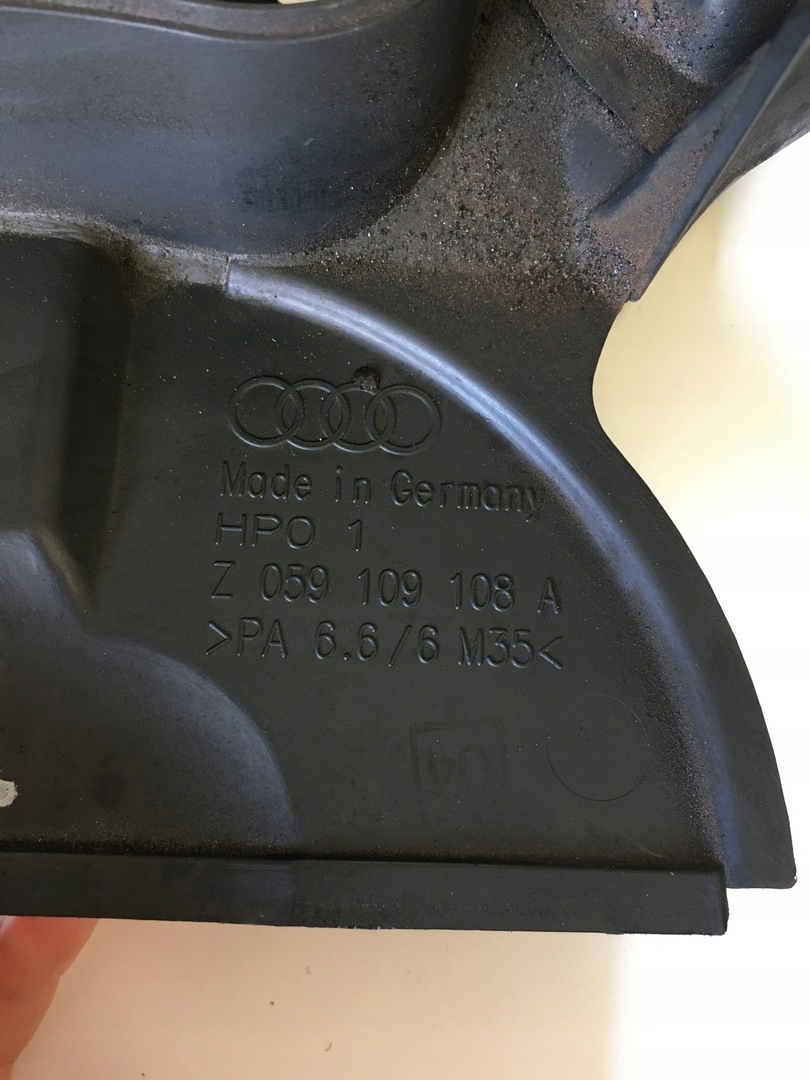 Made in Germany
HPO 1
Z 059 109 108 A
>PA 6.6/6 M35<